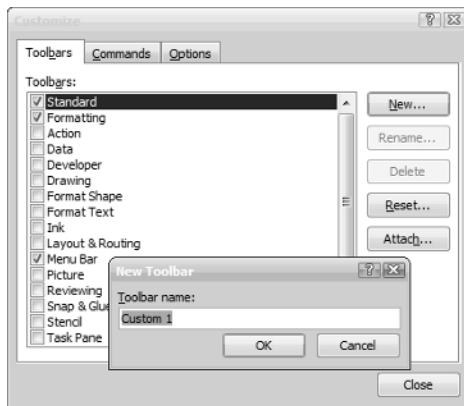 Customize
Toolbars Commands Options
Toolbars:
Standard
Formatting
Action
Data
Developer
Drawing
Format Shape
Format Text
Ink
Layout & Routing
Menu Bar
Picture
Reviewing
Snap & Glue
Stencil
Task Pane
New...
Rename...
Delete
Reset...
Attach...
New Toolbar
Toolbar name:
Custom 1
OK Cancel
Close